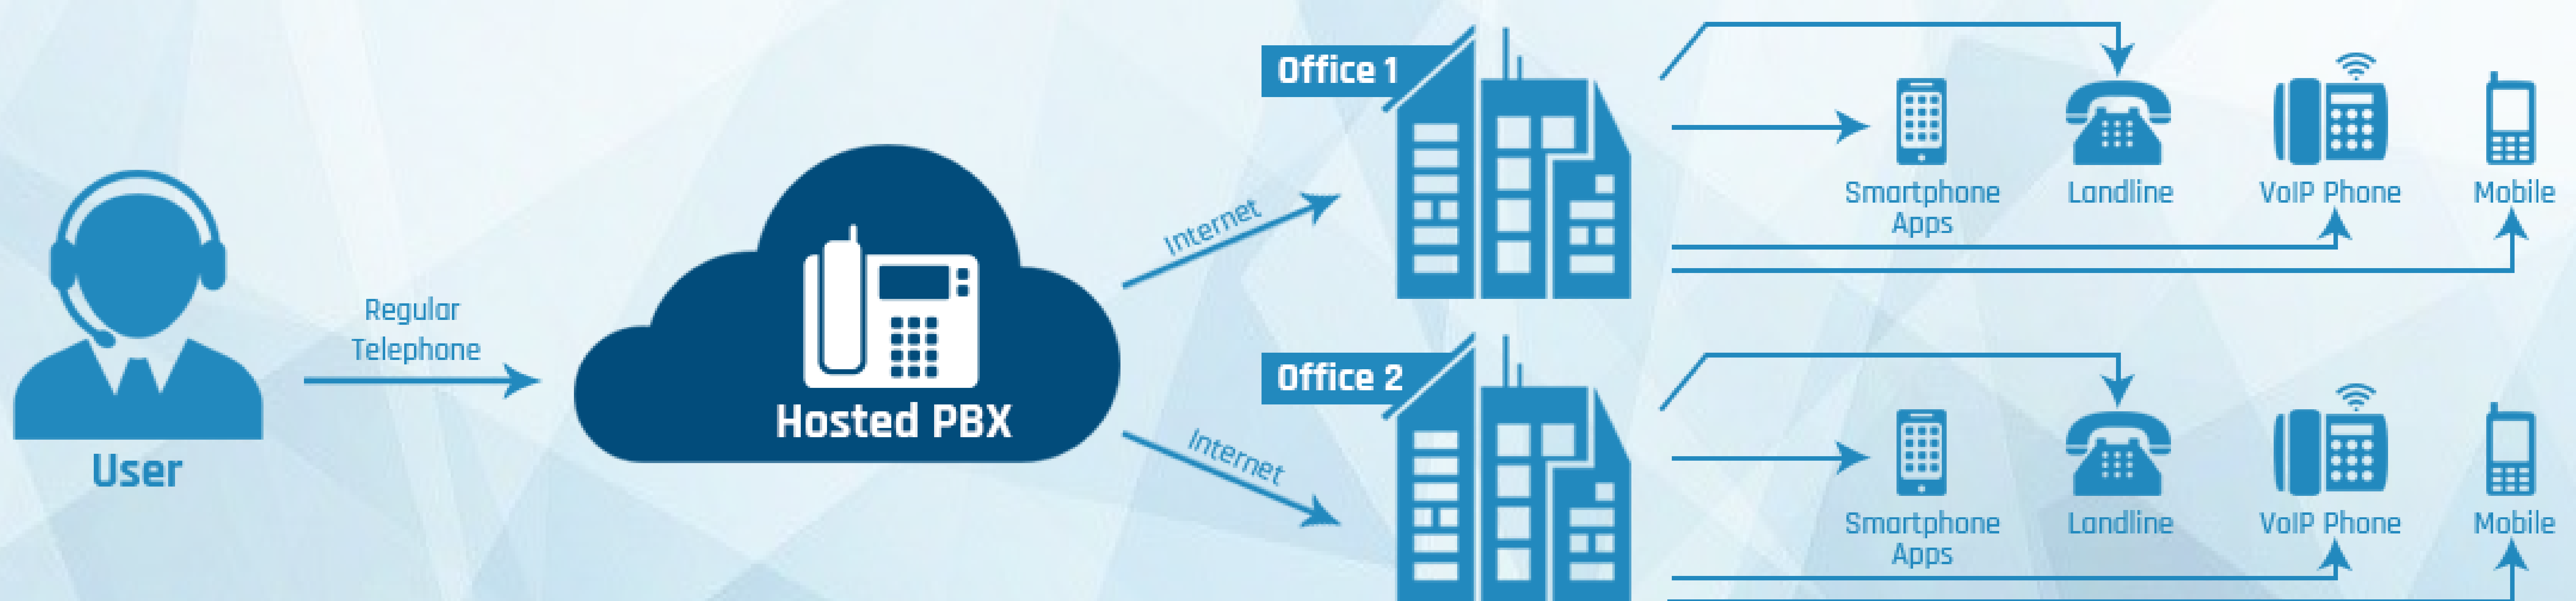 User
Regular
Telephone
Hosted PBX
Internet
Internet
Office 1
Smartphone
Apps
Landline
VoIP Phone
Mobile
Office 2
Smartphone
Apps
Landline
VoIP Phone
Mobile